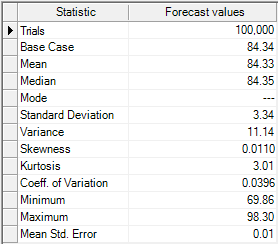 Statistic Forecast values
Trials 100,000
Base Case 84.34
Mean 84.33
Median 84.35
Mode ---
Standard Deviation 3.34
Variance 11.14
Skewness 0.0110
Kurtosis 3.01
Coeff. of Variation 0.0396
Minimum 69.86
Maximum 98.30
Mean Std. Error 0.01